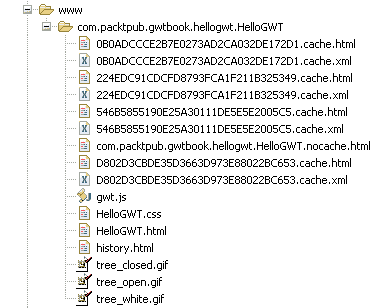 www
com.packtpub.gwtbook.hellogwt.HelloGWT
0B0ADCCCE2B7E0273AD2CA032DE172D1.cache.html
0B0ADCCCE2B7E0273AD2CA032DE172D1.cache.xml
224EDC91CDCFD8793FCA1F211B325349.cache.html
224EDC91CDCFD8793FCA1F211B325349.cache.xml
546B5855190E25A30111DE5E5E2005C5.cache.html
546B5855190E25A30111DE5E5E2005C5.cache.xml
com.packtpub.gwtbook.hellogwt.HelloGWT.nocache.html
D802D3CBDE35D3663D973E88022BC653.cache.html
D802D3CBDE35D3663D973E88022BC653.cache.xml
gwt.js
HelloGWT.css
HelloGWT.html
history.html
tree_closed.gif
tree_open.gif
tree_white.gif